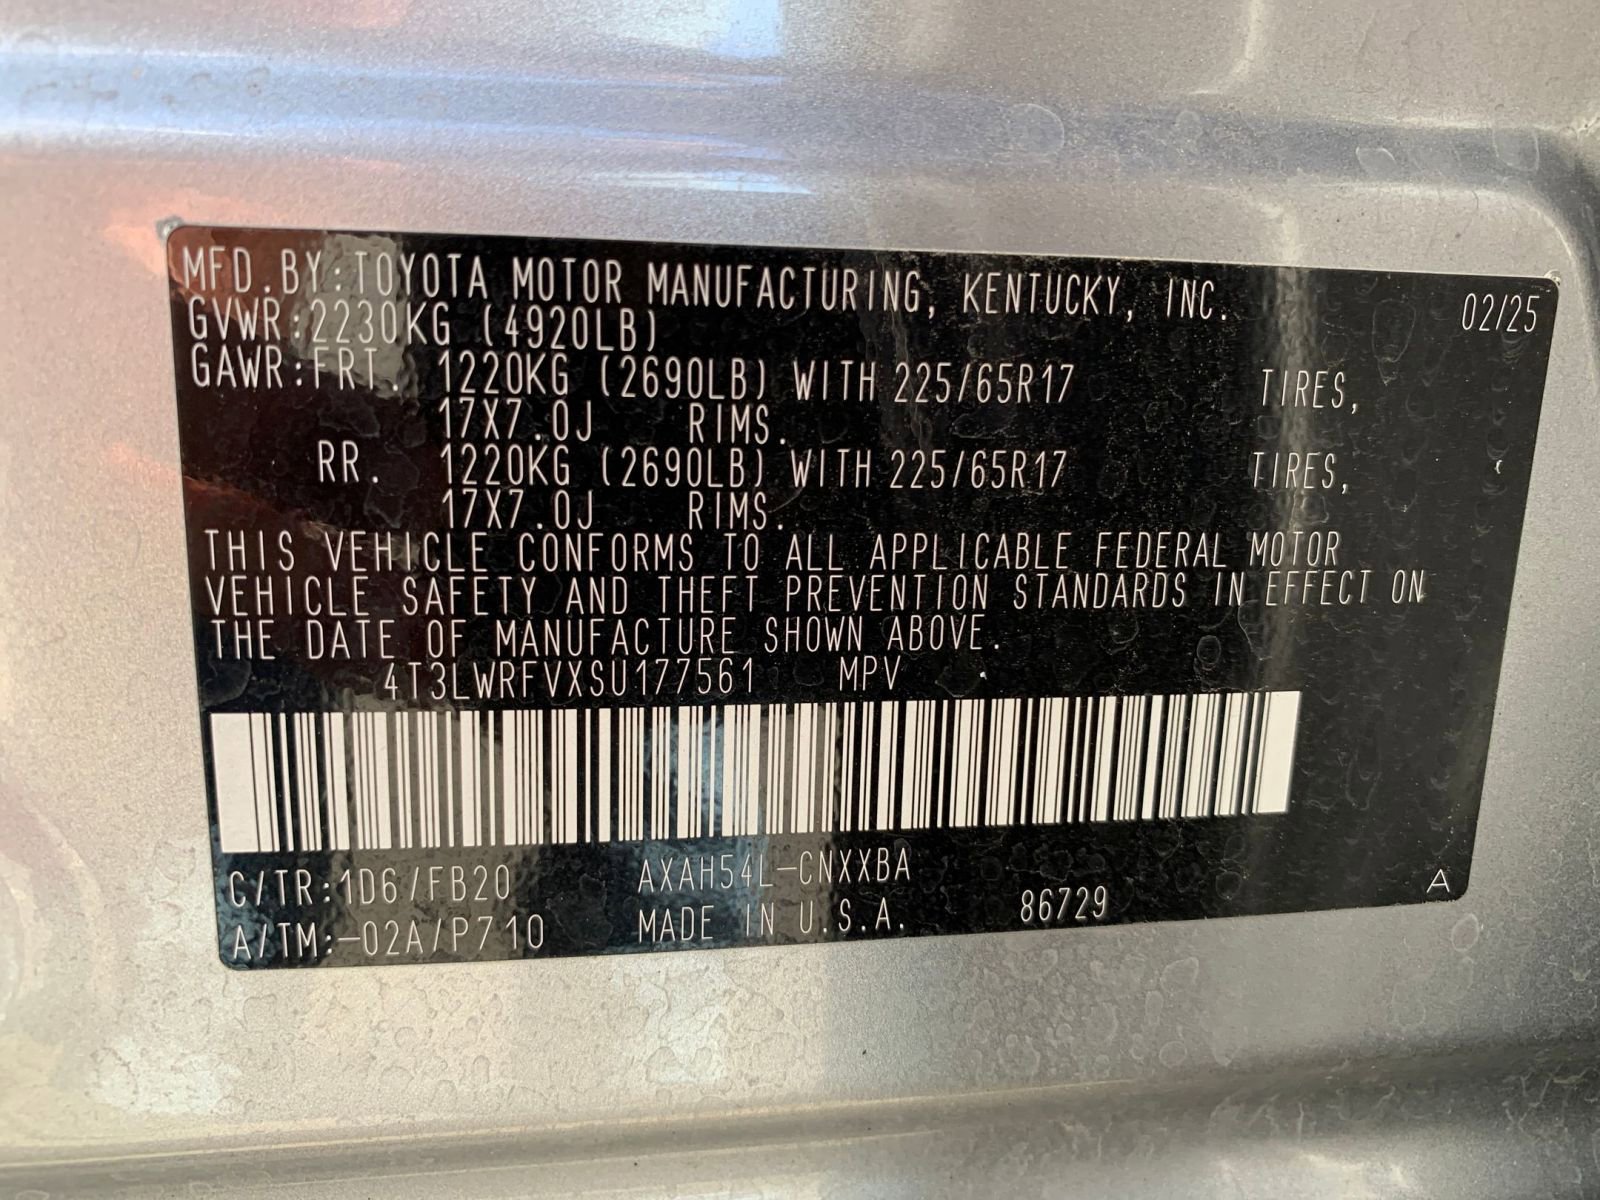 MFD.BY:TOYOTA MOTOR MANUFACTURING, KENTUCKY, INC. 02/25
GVWR:2230KG (4920LB)
GAWR:FRT. 1220KG (2690LB) WITH 225/65R17 TIRES,
17X7.0J RIMS.
RR. 1220KG (2690LB) WITH 225/65R17 TIRES,
17X7.0J RIMS.
THIS VEHICLE CONFORMS TO ALL APPLICABLE FEDERAL MOTOR
VEHICLE SAFETY AND THEFT PREVENTION STANDARDS IN EFFECT ON
THE DATE OF MANUFACTURE SHOWN ABOVE.
4T3LWRFVXSU177561 MPV
C/TR:1D6/FB20 AXAH54L-CNXXBA
A/TM:-02A/P710 MADE IN U.S.A. 86729 A